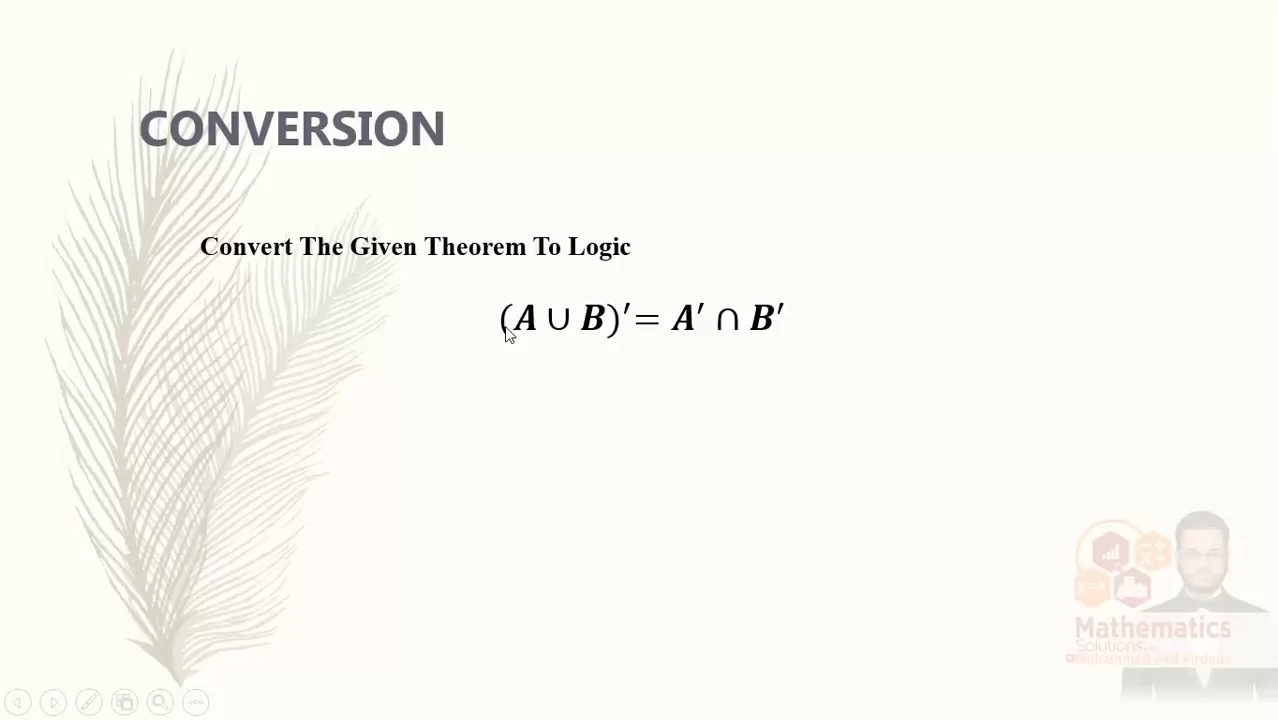 CONVERSION
Convert The Given Theorem To Logic
(A ∪ B)′= A′ ∩ B′
Mathematics
Solutions
Muhammad Atif Firdous